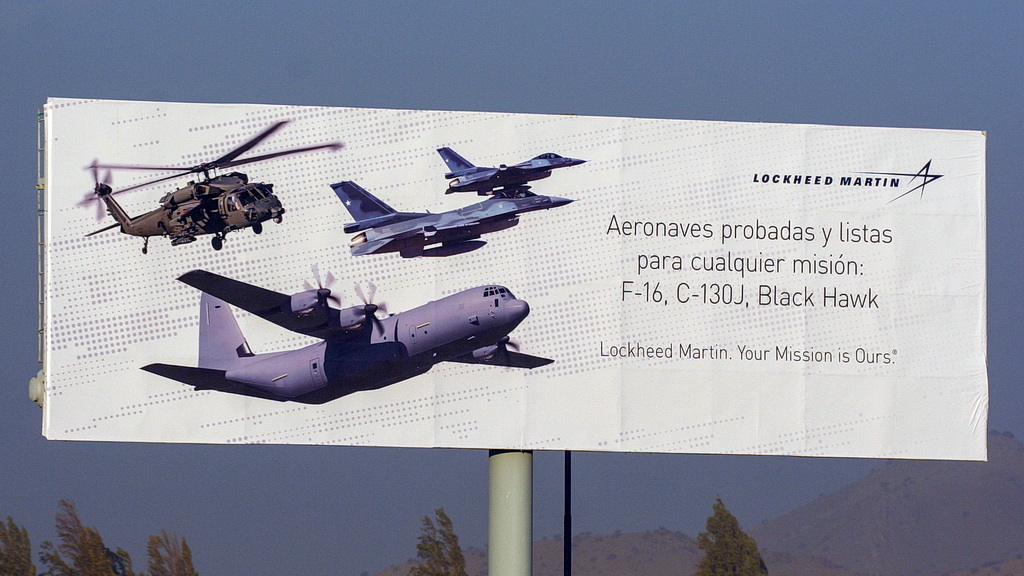 LOCKHEED MARTIN
Aeronaves probadas y listas
para cualquier misión:
F-16, C-130J, Black Hawk
Lockheed Martin. Your Mission is Ours.®